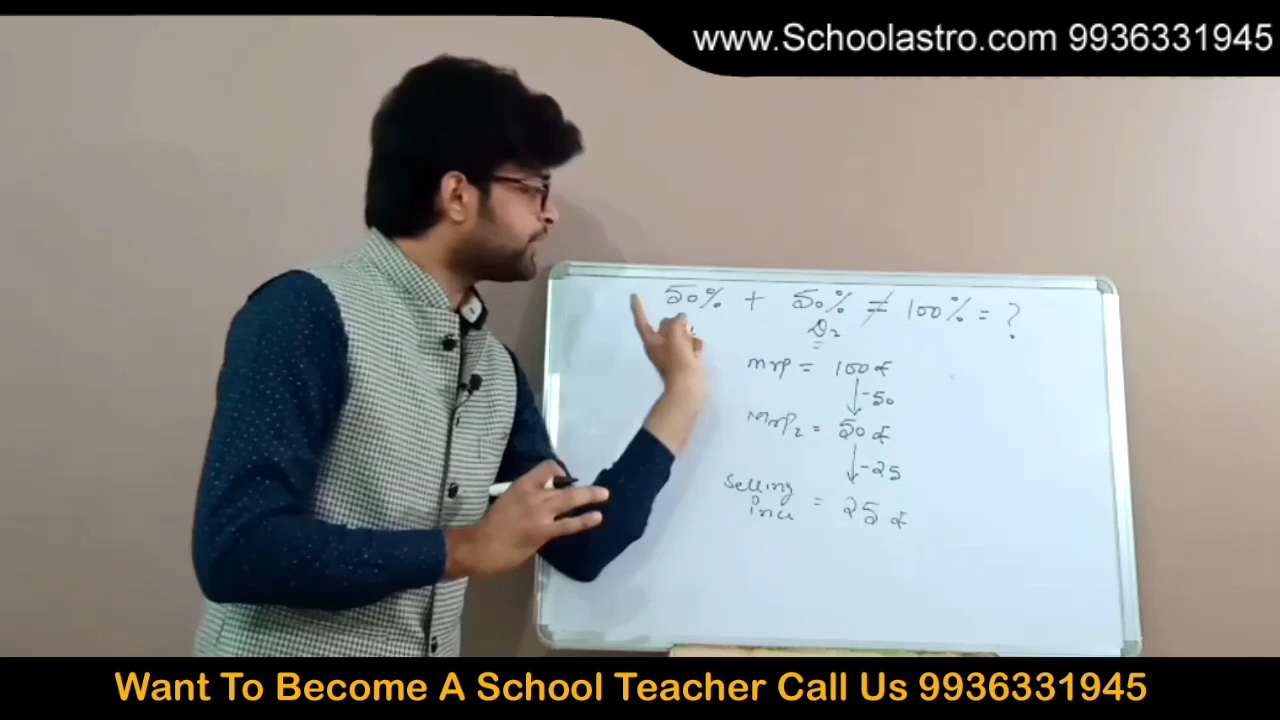 www.Schoolastro.com 9936331945
50% + 50% ≠ 100% = ?
D2
MRP = 100 ₹
-50
MRP2 = 50 ₹
-25
Selling
Price = 25 ₹
Want To Become A School Teacher Call Us 9936331945